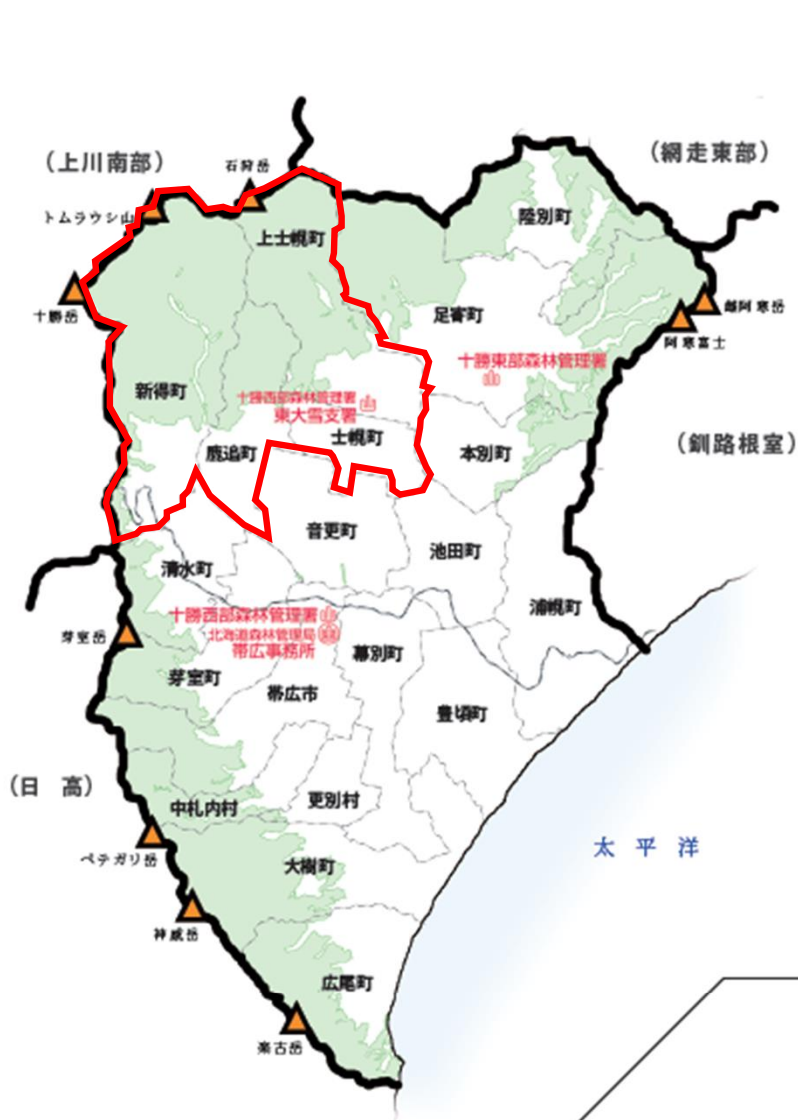 (網走東部)
(上川南部)
石狩岳
トムラウシ山
陸別町
上士幌町
雌阿寒岳
十勝岳
足寄町
阿寒富士
十勝東部森林管理署
新得町
十勝西部森林管理署
東大雪支署
士幌町
(釧路根室)
鹿追町
本別町
音更町
池田町
清水町
浦幌町
十勝西部森林管理署
北海道森林管理局
帯広事務所
芽室岳
幕別町
芽室町
帯広市
豊頃町
(日 高)
更別村
中札内村
太 平 洋
ペテガリ岳
大樹町
神威岳
広尾町
楽古岳